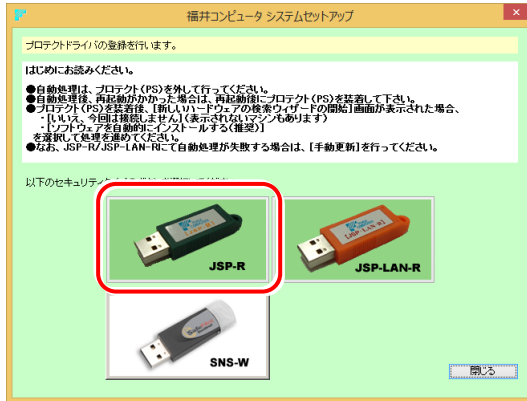 福井コンピュータ システムセットアップ
プロテクトドライバの登録を行います。
はじめにお読みください。
●自動処理は、プロテクト(PS)を外して行ってください。
●自動処理後、再起動がかかった場合は、再起動後にプロテクト(PS)を装着して下さい。
●プロテクト(PS)を装着後、[新しいハードウェアの検索ウィザードの開始]画面が表示された場合、
・[いいえ、今回は接続しません](表示されないマシンもあります)
・[ソフトウェアを自動的にインストールする(推奨)]
を選択して処理を進めてください。
●なお、JSP-R/JSP-LAN-Rにて自動処理が失敗する場合は、[手動更新]を行ってください。
以下のセキュリティ
[JSP-R]
JSP-R
[JSP-LAN-R]
JSP-LAN-R
SNS-W
閉じる